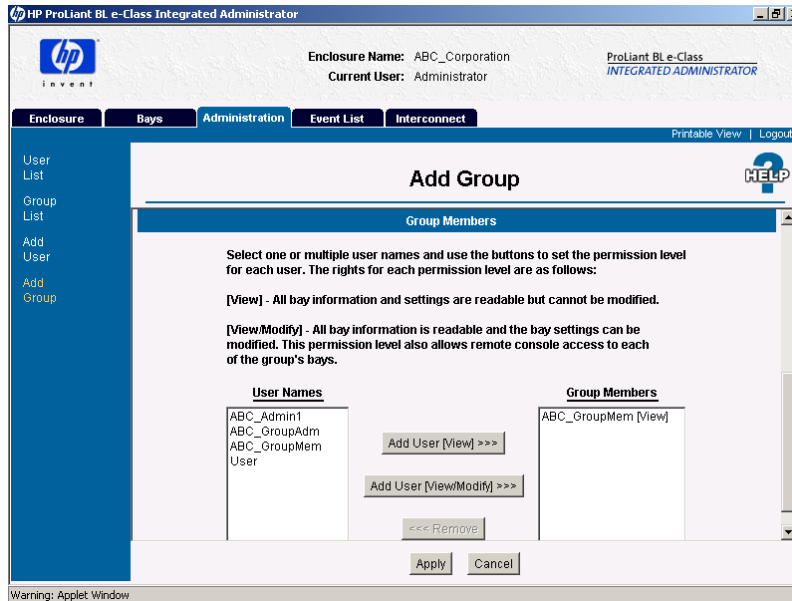 HP ProLiant BL e-Class Integrated Administrator
hp
invent
Enclosure Name: ABC_Corporation
Current User: Administrator
ProLiant BL e-Class
INTEGRATED ADMINISTRATOR
Enclosure Bays Administration Event List Interconnect
Printable View | Logout
User
List
Group
List
Add
User
Add
Group
Add Group
HELP
Group Members
Select one or multiple user names and use the buttons to set the permission level
for each user. The rights for each permission level are as follows:
[View] - All bay information and settings are readable but cannot be modified.
[View/Modify] - All bay information is readable and the bay settings can be
modified. This permission level also allows remote console access to each
of the group's bays.
User Names
ABC_Admin1
ABC_GroupAdm
ABC_GroupMem
User
Add User [View] >>>
Add User [View/Modify] >>>
<<< Remove
Group Members
ABC_GroupMem [View]
Apply Cancel
Warning: Applet Window